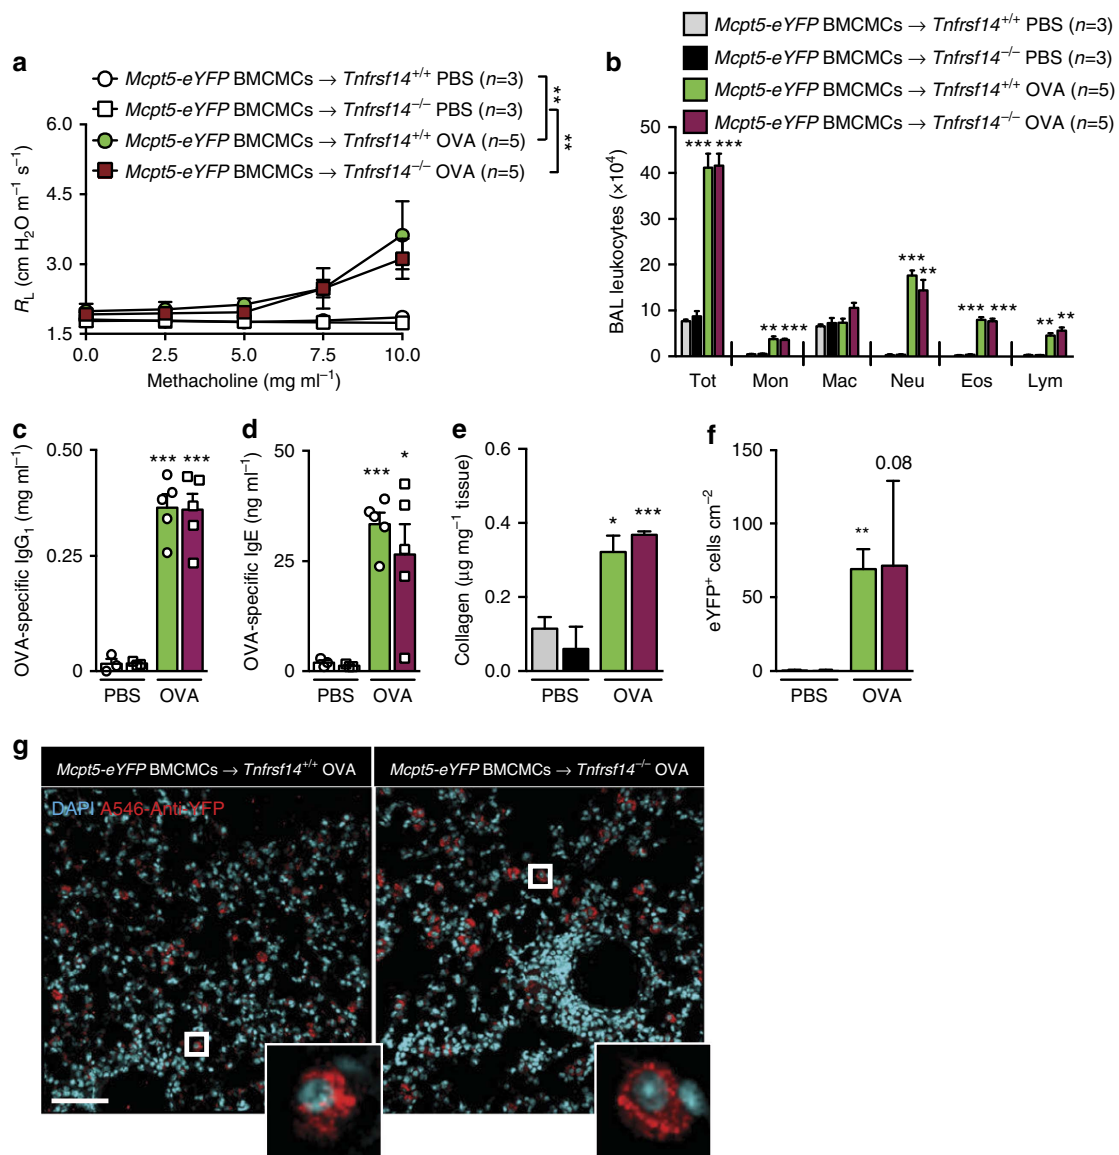 a
Mcpt5-eYFP BMCMCs → Tnfrsf14+/+ PBS (n=3)
Mcpt5-eYFP BMCMCs → Tnfrsf14−/− PBS (n=3)
Mcpt5-eYFP BMCMCs → Tnfrsf14+/+ OVA (n=5)
Mcpt5-eYFP BMCMCs → Tnfrsf14−/− OVA (n=5)
***
**
6.0
4.5
3.0
1.5
RL (cm H2O m−1 s−1)
0.0 2.5 5.0 7.5 10.0
Methacholine (mg ml−1)
b
Mcpt5-eYFP BMCMCs → Tnfrsf14+/+ PBS (n=3)
Mcpt5-eYFP BMCMCs → Tnfrsf14−/− PBS (n=3)
Mcpt5-eYFP BMCMCs → Tnfrsf14+/+ OVA (n=5)
Mcpt5-eYFP BMCMCs → Tnfrsf14−/− OVA (n=5)
50
40
30
20
10
0
BAL leukocytes (×104)
*** ***
** ***
*** **
*** ***
** **
Tot Mon Mac Neu Eos Lym
c
OVA-specific IgG1 (mg ml−1)
0.50
0.25
0
*** ***
PBS OVA
d
OVA-specific IgE (ng ml−1)
50
25
0
*** *
PBS OVA
e
Collagen (μg mg−1 tissue)
0.6
0.4
0.2
0.0
* ***
PBS OVA
f
eYFP+ cells cm−2
150
100
50
0
** 0.08
PBS OVA
g
Mcpt5-eYFP BMCMCs → Tnfrsf14+/+ OVA
Mcpt5-eYFP BMCMCs → Tnfrsf14−/− OVA
DAPI A546-Anti-YFP